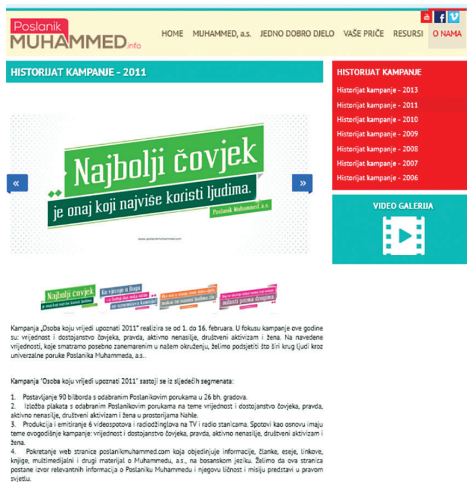 Poslanik
MUHAMMED.info
HOME MUHAMMED, a.s. JEDNO DOBRO DJELO VAŠE PRIČE RESURSI O NAMA
HISTORIJAT KAMPANJE - 2011
Najbolji čovjek
je onaj koji najviše koristi ljudima.
Poslanik Muhammed, a.s.
www.poslanikmuhammed.com
Najbolji čovjek
HISTORIJAT KAMPANJE
Historijat kampanje - 2013
Historijat kampanje - 2011
Historijat kampanje - 2010
Historijat kampanje - 2009
Historijat kampanje - 2008
Historijat kampanje - 2007
Historijat kampanje - 2006
VIDEO GALERIJA
Kampanja „Osoba koju vrijedi upoznati 2011" realizira se od 1. do 16. februara. U fokusu kampanje ove godine
su: vrijednost i dostojanstvo čovjeka, pravda, aktivno nenasilje, društveni aktivizam i žena. Na navedene
vrijednosti, koje smatramo posebno zanemarenim u našem okruženju, želimo podsjetiti što širi krug ljudi kroz
univerzalne poruke Poslanika Muhammeda, a.s..
Kampanja "Osoba koju vrijedi upoznati 2011" sastoji se iz sljedećih segmenata:
1. Postavljanje 90 bilborda s odabranim Poslanikovim porukama u 26 bh. gradova.
2. Izložba plakata s odabranim Poslanikovim porukama na teme vrijednost i dostojanstvo čovjeka, pravda,
aktivno nenasilje, društveni aktivizam i žena u prostorijama Nahle.
3. Produkcija i emitiranje 6 videospotova i radiodžinglova na TV i radio stanicama. Spotovi kao osnovu imaju
teme ovogodišnje kampanje: vrijednost i dostojanstvo čovjeka, pravda, aktivno nenasilje, društveni aktivizam i
žena.
4. Pokretanje web stranice poslanikmuhammed.com koja objedinjuje informacije, članke, eseje, linkove,
knjige, multimedijalni i drugi materijal o Muhammedu, a.s., na bosanskom jeziku. Želimo da ova stranica
postane izvor relevantnih informacija o Poslaniku Muhammedu i njegovu ličnost i misiju predstavi u pravom
svjetlu.